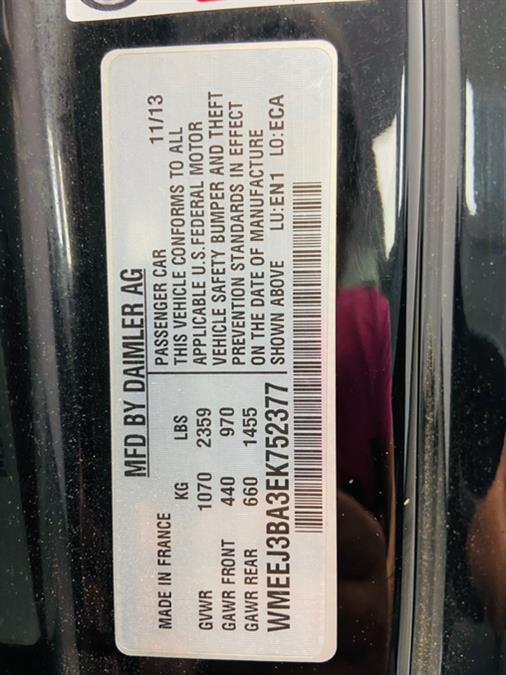 MFD BY DAIMLER AG
MADE IN FRANCE
PASSENGER CAR 11/13
KG LBS
THIS VEHICLE CONFORMS TO ALL
GVWR 1070 2359
APPLICABLE U.S. FEDERAL MOTOR
GAWR FRONT 440 970
VEHICLE SAFETY BUMPER AND THEFT
GAWR REAR 660 1455
PREVENTION STANDARDS IN EFFECT
ON THE DATE OF MANUFACTURE
SHOWN ABOVE LU:EN1 LO:ECA
WMEEJ3BA3EK752377